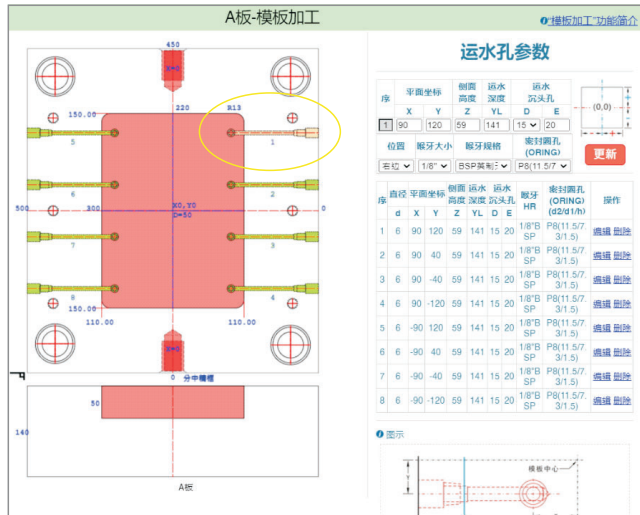 A板-模板加工
"模板加工"功能简介
450
220
R13
150.00
1
5
2
6
500
300
X0,Y0
D=50
0
3
7
4
8
150.00
110.00
110.00
0 分中模框
50
140
A板
运水孔参数
序 平面坐标 侧面高度 运水深度 运水沉头孔
X Y Z YL D E
1 90 120 59 141 15 20
(0,0)
位置 喉牙大小 喉牙规格 密封圆孔(ORING)
右边 1/8" BSP英制 P8(11.5/7
更新
序 直径 平面坐标 侧面高度 运水深度 运水沉头孔 喉牙HR 密封圆孔(ORING)(d2/d1/h) 操作
d X Y Z YL D E
1 6 90 120 59 141 15 20 1/8"BSP P8(11.5/7.3/1.5) 编辑 删除
2 6 90 40 59 141 15 20 1/8"BSP P8(11.5/7.3/1.5) 编辑 删除
3 6 90 -40 59 141 15 20 1/8"BSP P8(11.5/7.3/1.5) 编辑 删除
4 6 90 -120 59 141 15 20 1/8"BSP P8(11.5/7.3/1.5) 编辑 删除
5 6 -90 120 59 141 15 20 1/8"BSP P8(11.5/7.3/1.5) 编辑 删除
6 6 -90 40 59 141 15 20 1/8"BSP P8(11.5/7.3/1.5) 编辑 删除
7 6 -90 -40 59 141 15 20 1/8"BSP P8(11.5/7.3/1.5) 编辑 删除
8 6 -90 -120 59 141 15 20 1/8"BSP P8(11.5/7.3/1.5) 编辑 删除
图示
模板中心